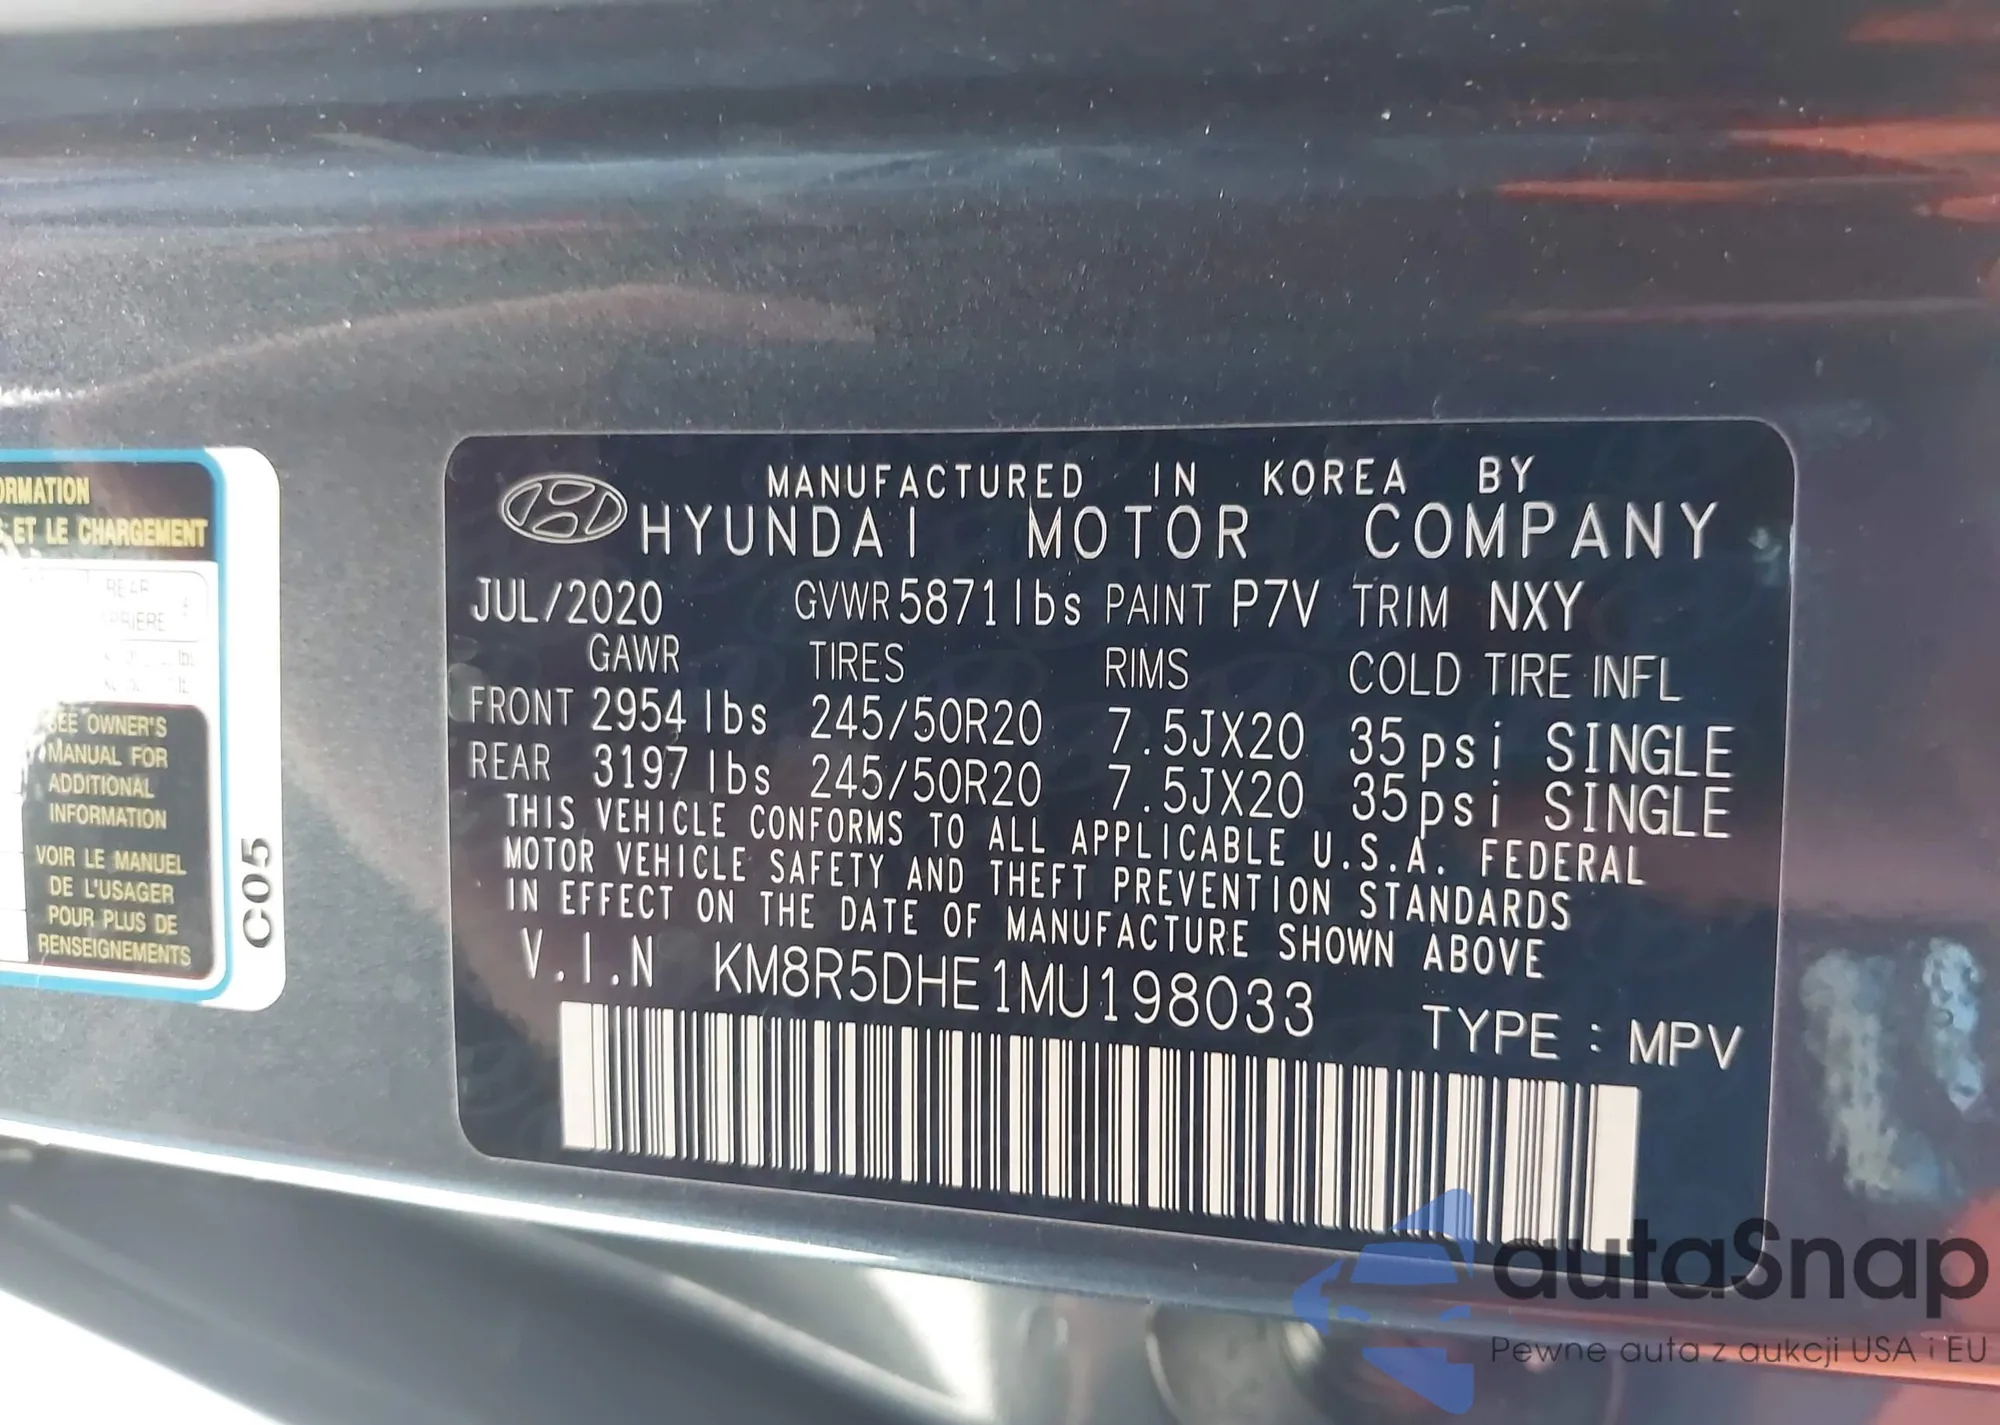 MANUFACTURED IN KOREA BY
HYUNDAI MOTOR COMPANY
JUL/2020 GVWR 5871lbs PAINT P7V TRIM NXY
GAWR TIRES RIMS COLD TIRE INFL
FRONT 2954 lbs 245/50R20 7.5JX20 35psi SINGLE
REAR 3197 lbs 245/50R20 7.5JX20 35psi SINGLE
THIS VEHICLE CONFORMS TO ALL APPLICABLE U.S.A. FEDERAL
MOTOR VEHICLE SAFETY AND THEFT PREVENTION STANDARDS
IN EFFECT ON THE DATE OF MANUFACTURE SHOWN ABOVE
V.I.N KM8R5DHE1MU198033
TYPE : MPV
ORMATION
ET LE CHARGEMENT
REAR
SEE OWNER'S
MANUAL FOR
ADDITIONAL
INFORMATION
VOIR LE MANUEL
DE L'USAGER
POUR PLUS DE
RENSEIGNEMENTS
C05
autaSnap
Pewne auta z aukcji USA i EU